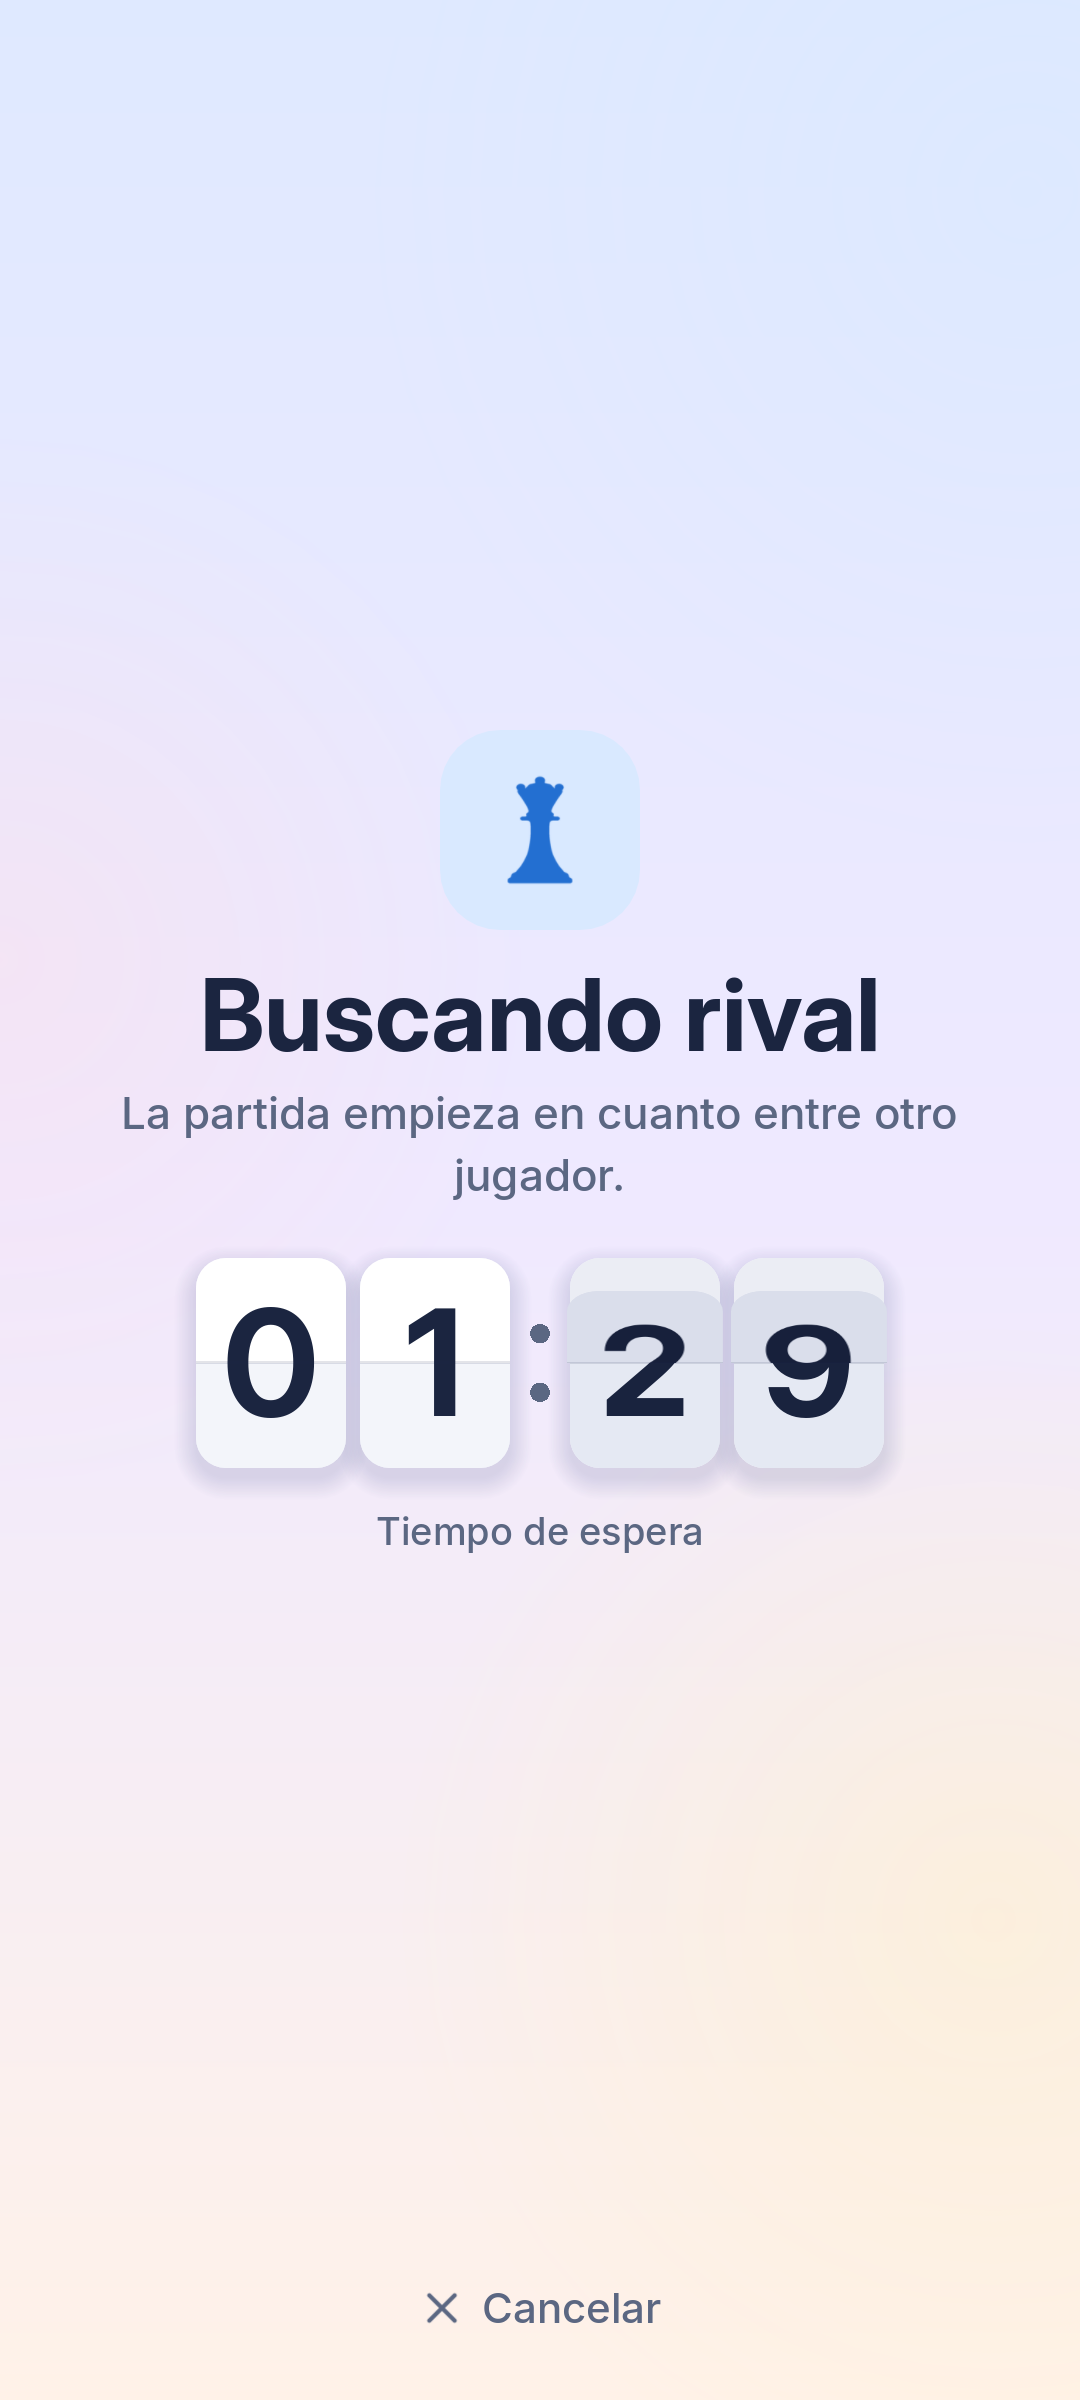 Buscando rival
La partida empieza en cuanto entre otro
jugador.
01:29
Tiempo de espera
Cancelar